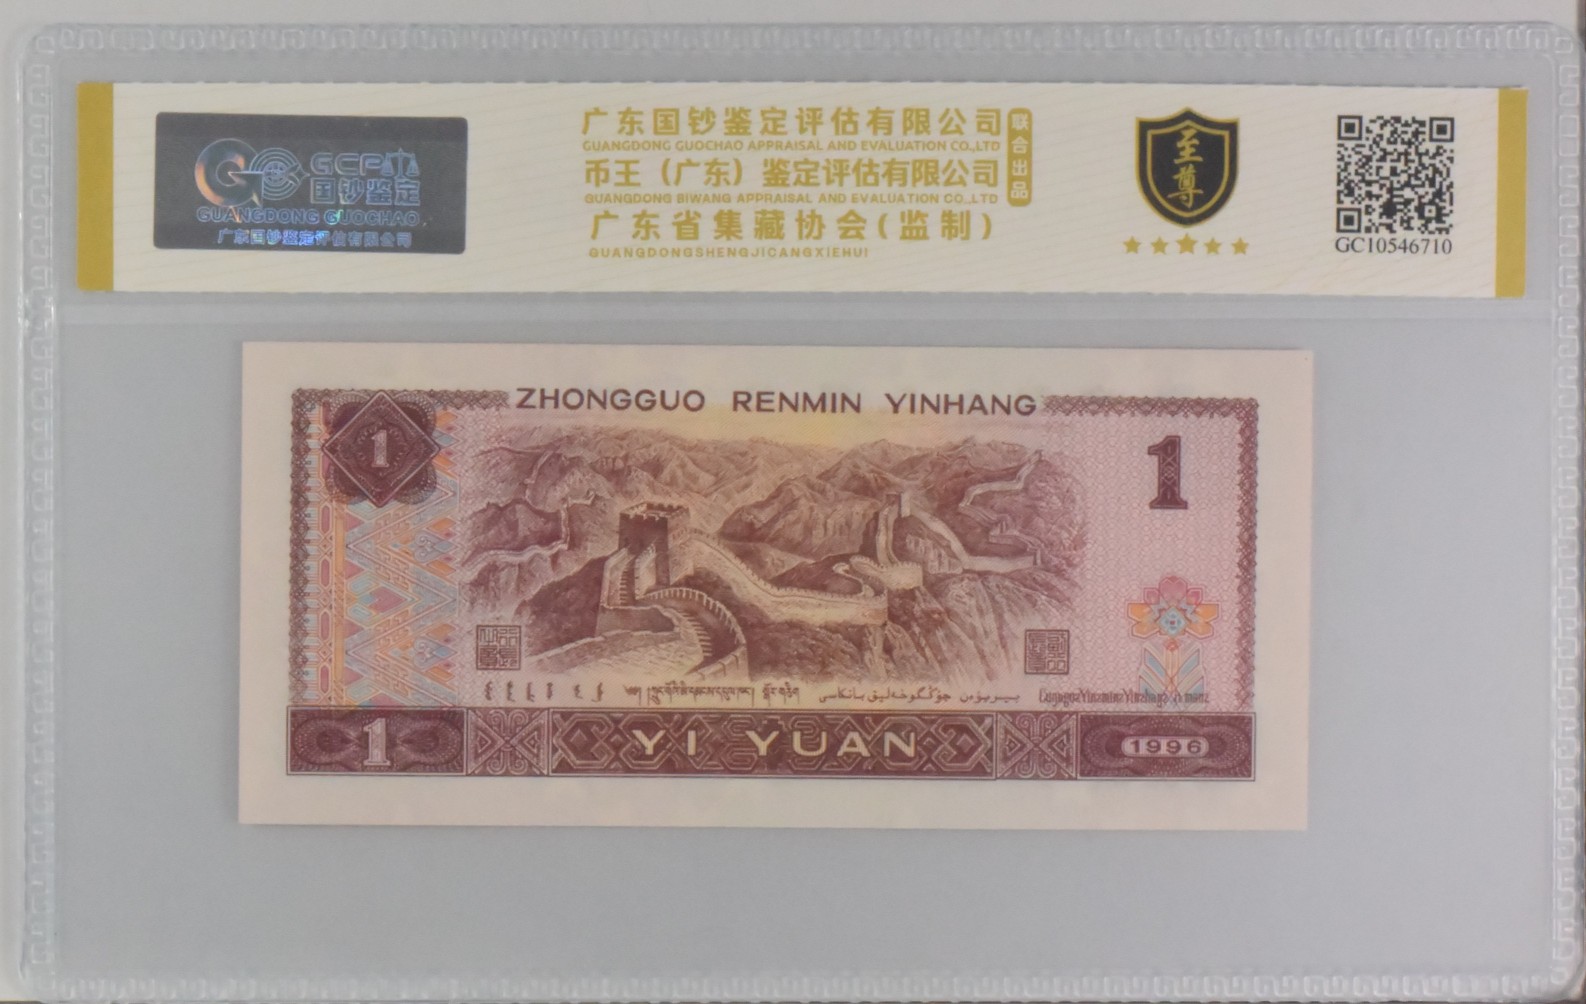 GCP
国钞鉴定
GUANGDONG GUOCHAO
广东国钞鉴定评估有限公司
广东国钞鉴定评估有限公司
GUANGDONG GUOCHAO APPRAISAL AND EVALUATION CO.,LTD
币王（广东）鉴定评估有限公司
GUANGDONG BIWANG APPRAISAL AND EVALUATION CO.,LTD
联合出品
广东省集藏协会(监制)
GUANGDONGSHENGJICANGXIEHUI
至尊
GC10546710
ZHONGGUO RENMIN YINHANG
1
1
جۇڭگو خەلىق بانكاسى
1
YI YUAN
1996